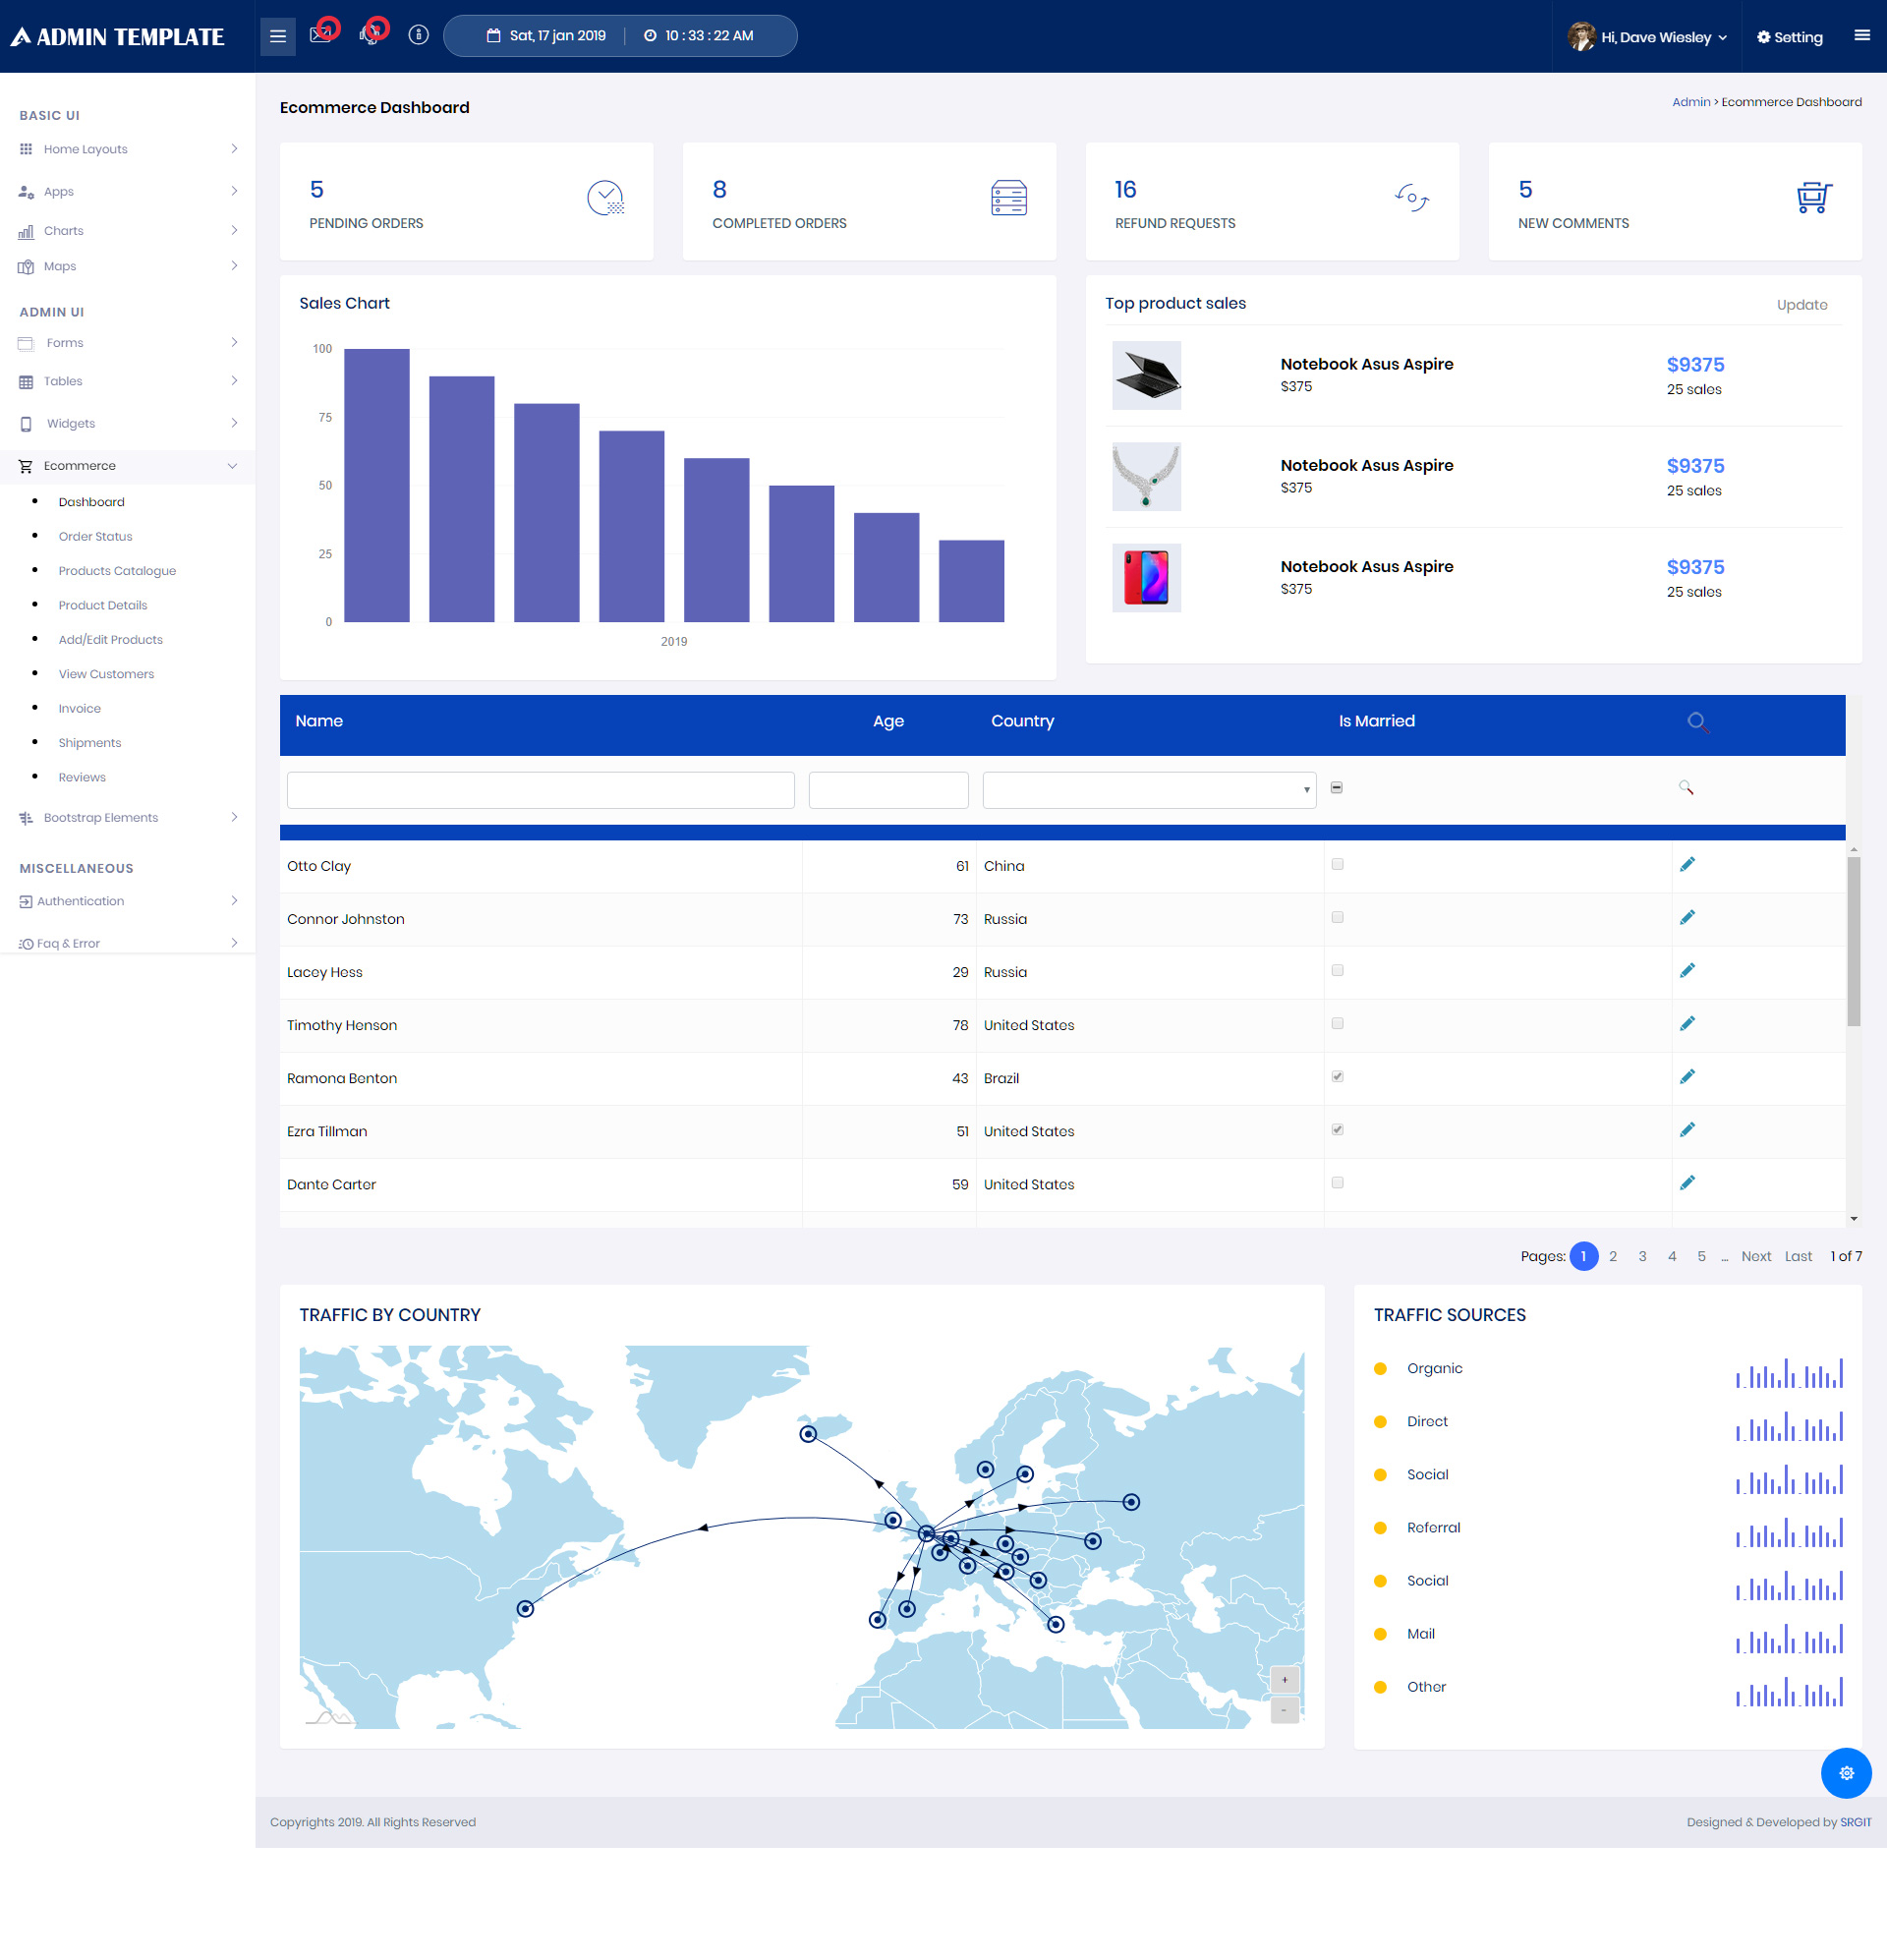 ADMIN TEMPLATE
Sat, 17 jan 2019
10 : 33 : 22 AM
Hi, Dave Wiesley
Setting
BASIC UI
Home Layouts
Apps
Charts
Maps
ADMIN UI
Forms
Tables
Widgets
Ecommerce
Dashboard
Order Status
Products Catalogue
Product Details
Add/Edit Products
View Customers
Invoice
Shipments
Reviews
Bootstrap Elements
MISCELLANEOUS
Authentication
Faq & Error
Ecommerce Dashboard
Admin > Ecommerce Dashboard
5
PENDING ORDERS
8
COMPLETED ORDERS
16
REFUND REQUESTS
5
NEW COMMENTS
Sales Chart
100
75
50
25
0
2019
Top product sales
Update
Notebook Asus Aspire
$375
$9375
25 sales
Notebook Asus Aspire
$375
$9375
25 sales
Notebook Asus Aspire
$375
$9375
25 sales
Name Age Country Is Married
Otto Clay 61 China
Connor Johnston 73 Russia
Lacey Hess 29 Russia
Timothy Henson 78 United States
Ramona Benton 43 Brazil
Ezra Tillman 51 United States
Dante Carter 59 United States
Pages: 1 2 3 4 5 ... Next Last 1 of 7
TRAFFIC BY COUNTRY
+
-
TRAFFIC SOURCES
Organic
Direct
Social
Referral
Social
Mail
Other
Copyrights 2019. All Rights Reserved
Designed & Developed by SRGIT